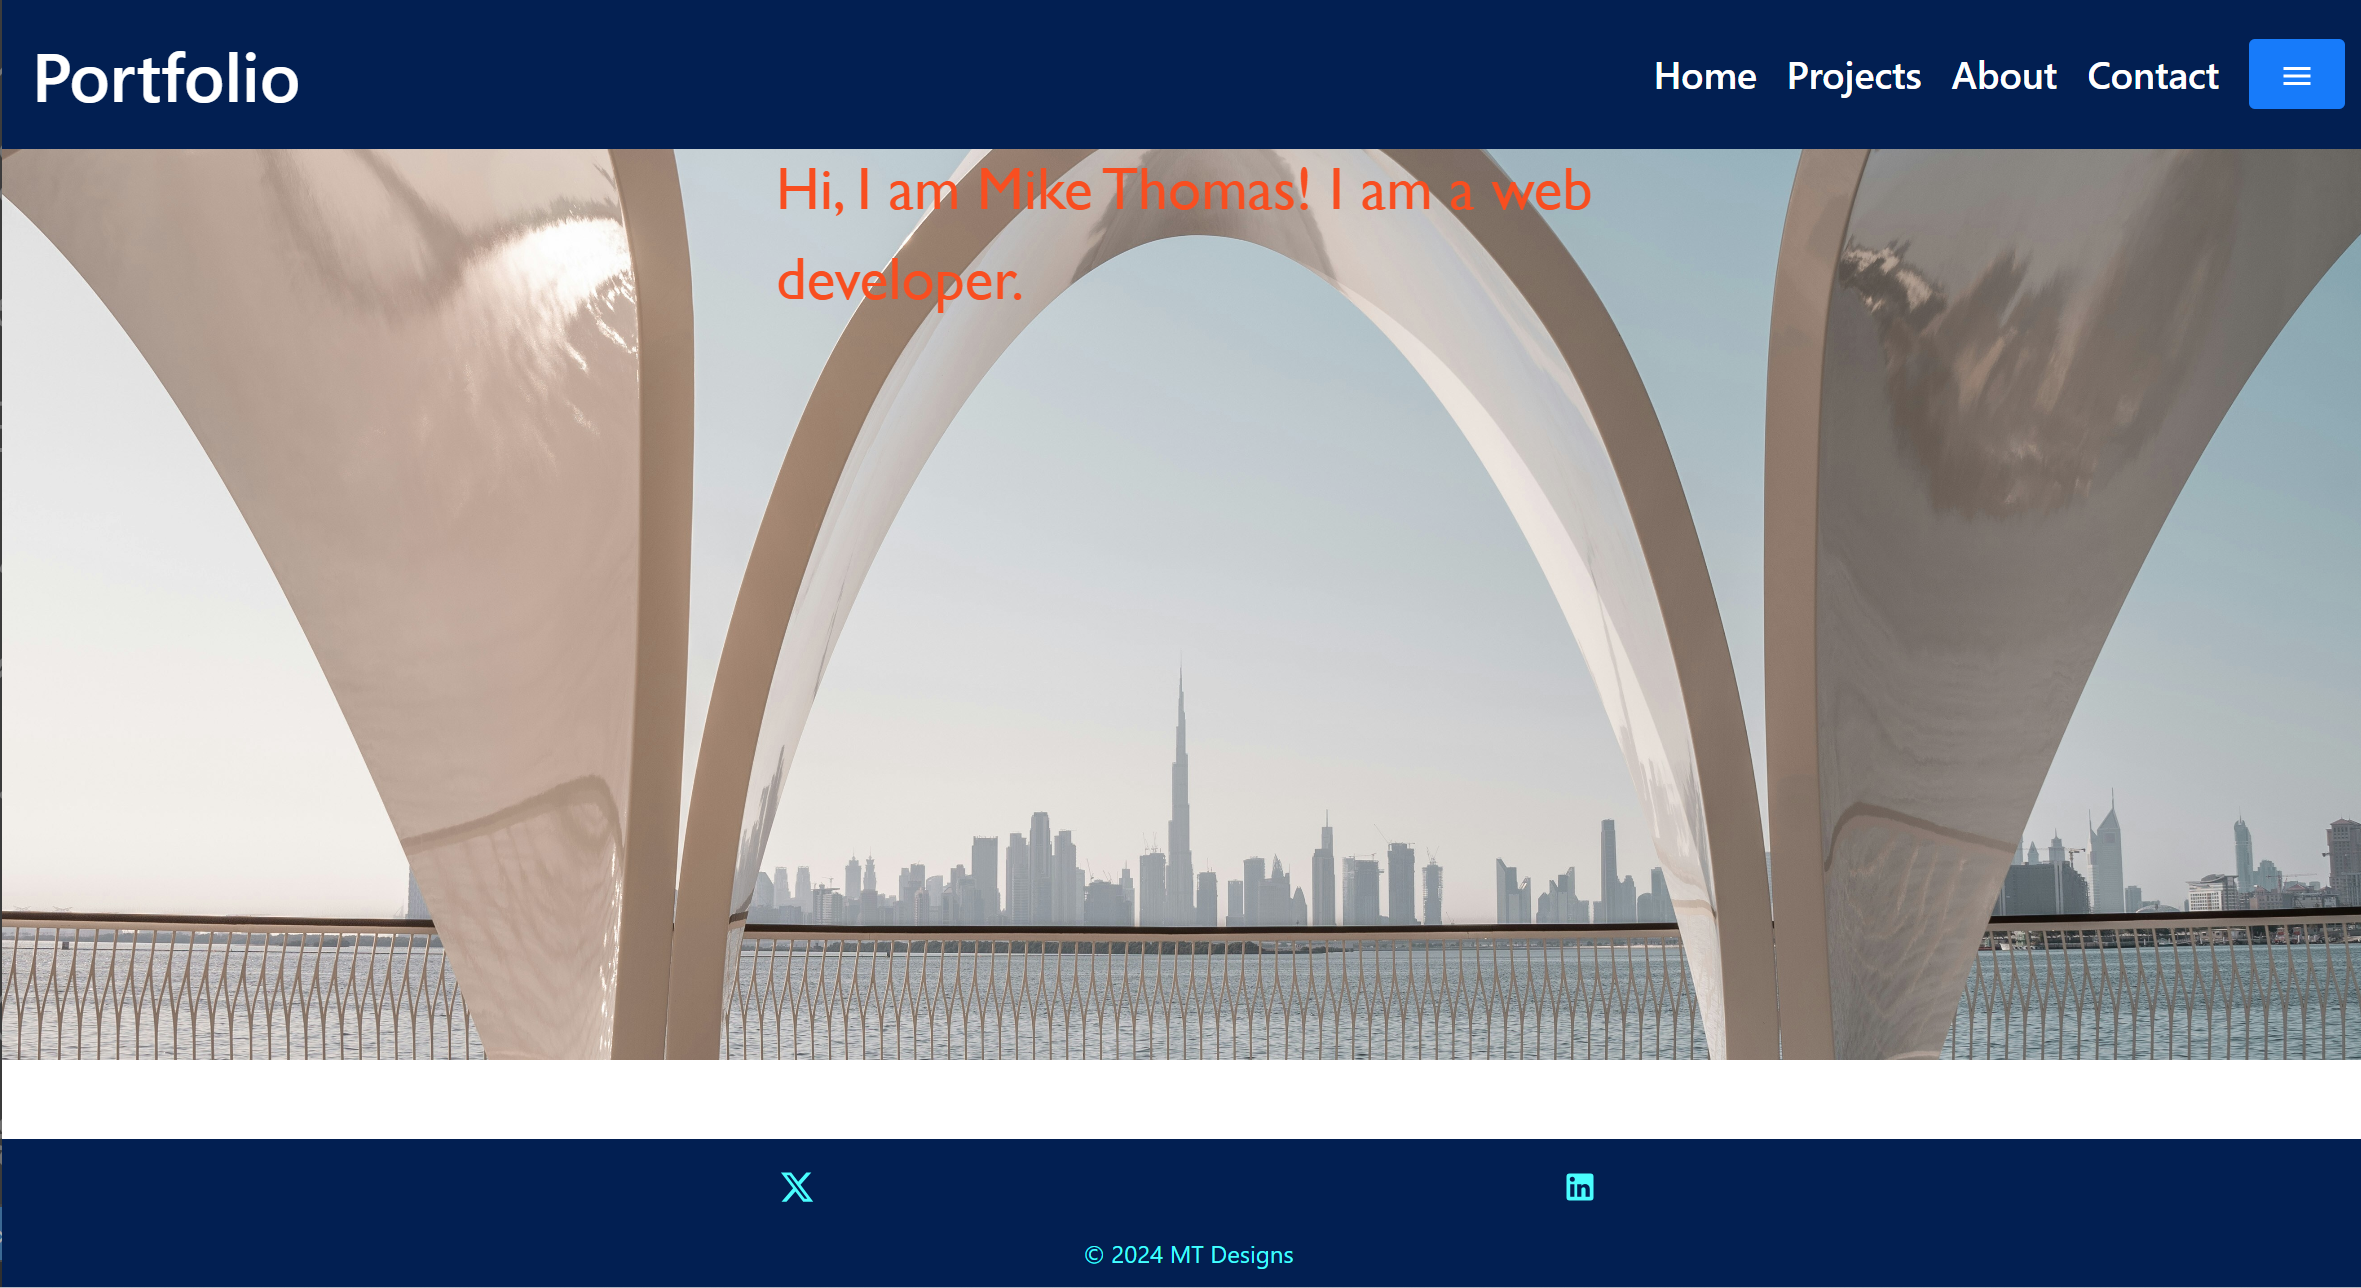 Portfolio
Home Projects About Contact
Hi, I am Mike Thomas! I am a web
developer.
© 2024 MT Designs